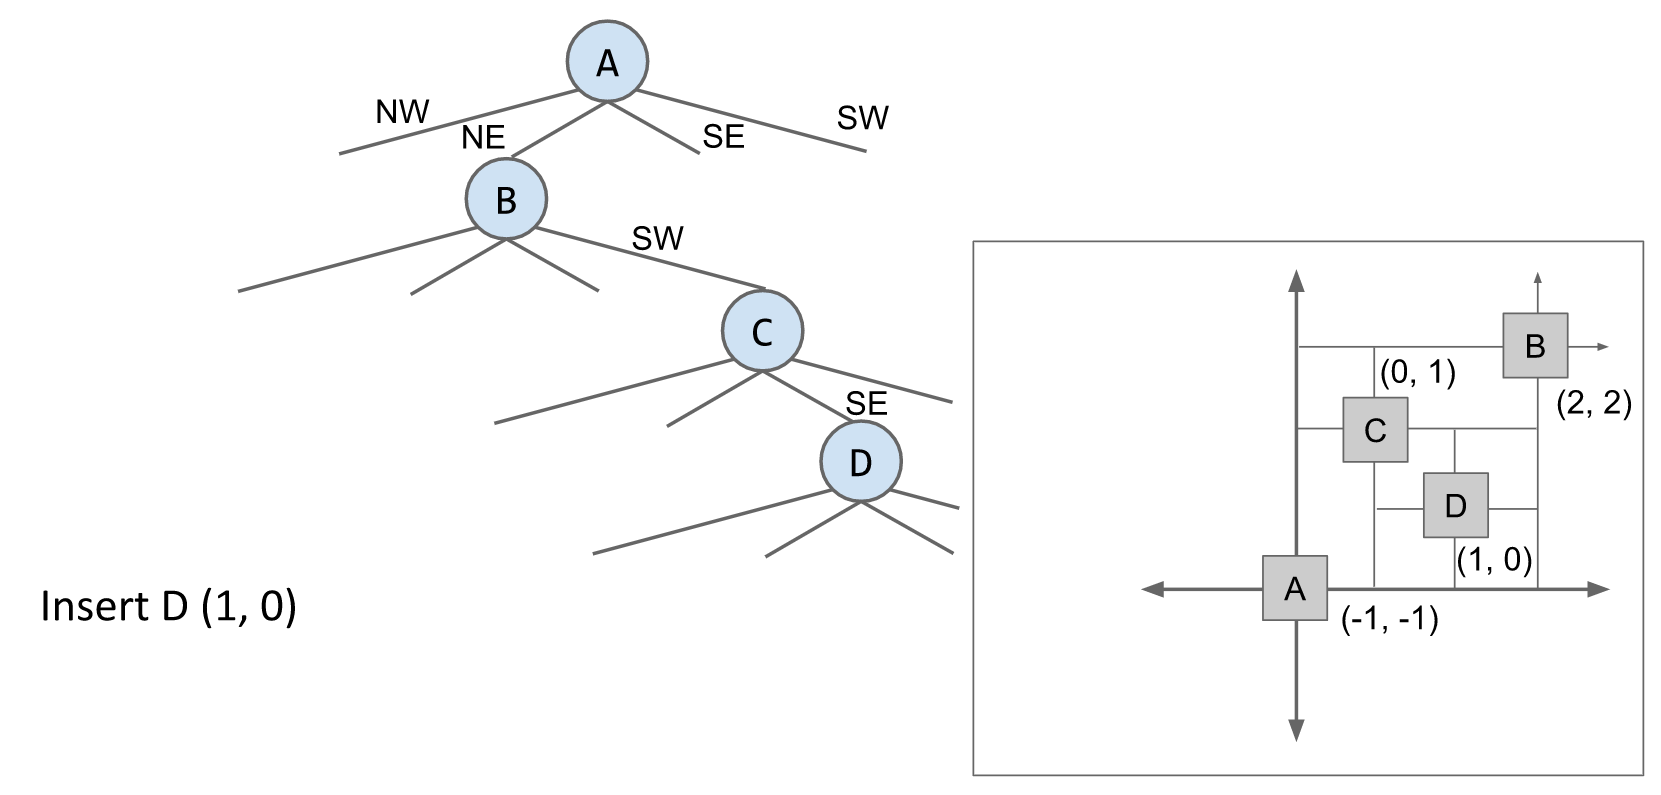 A
NW
NE
SE
SW
B
SW
C
SE
D
Insert D (1, 0)
B
(0, 1)
(2, 2)
C
D
(1, 0)
A
(-1, -1)